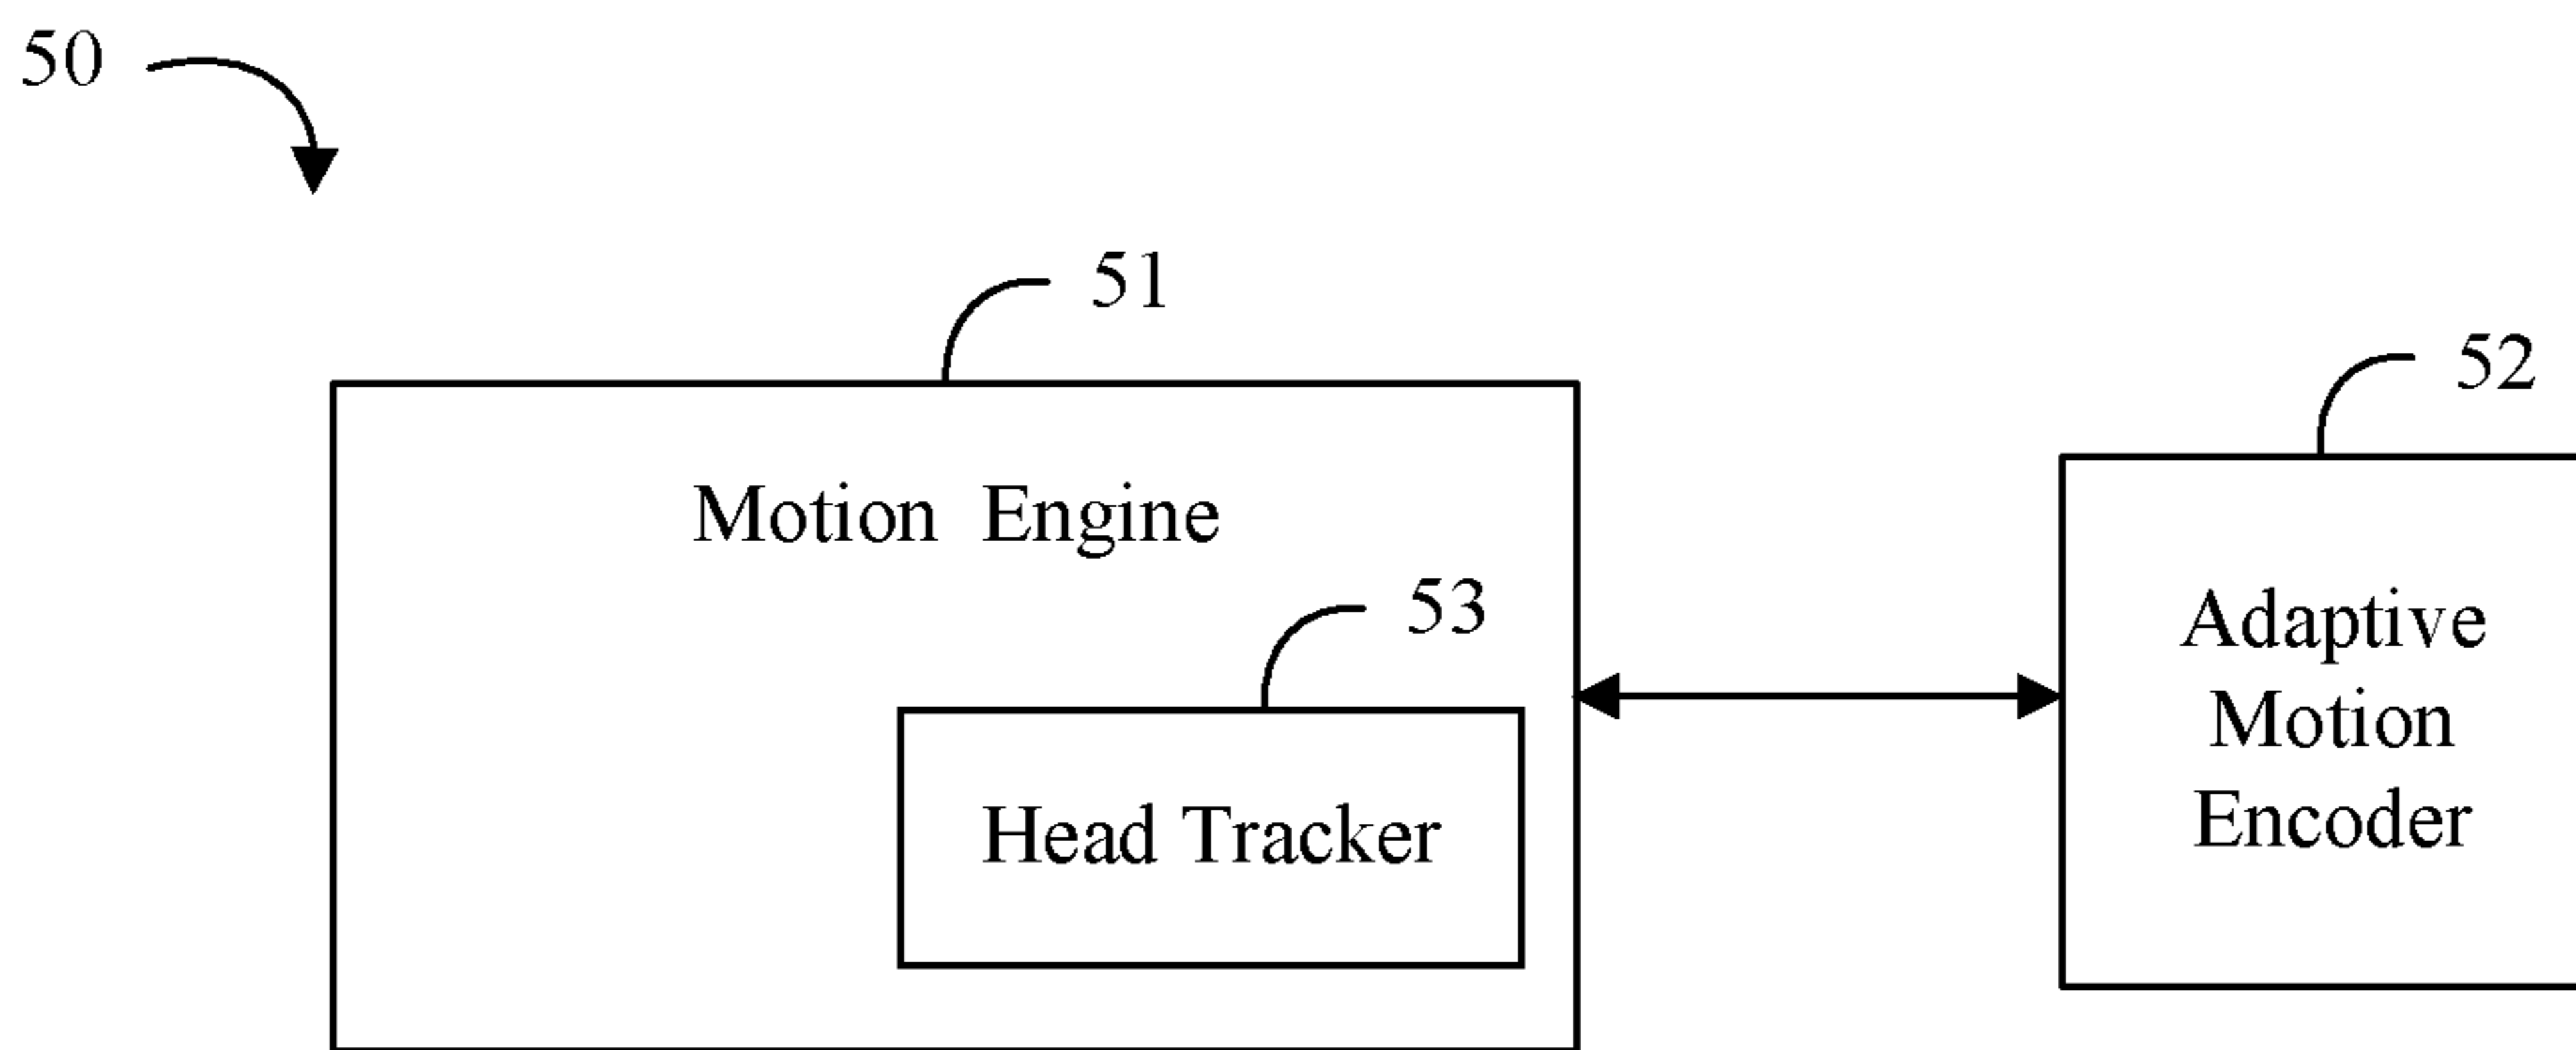 50
51
52
Motion Engine
53
Adaptive
Motion
Encoder
Head Tracker